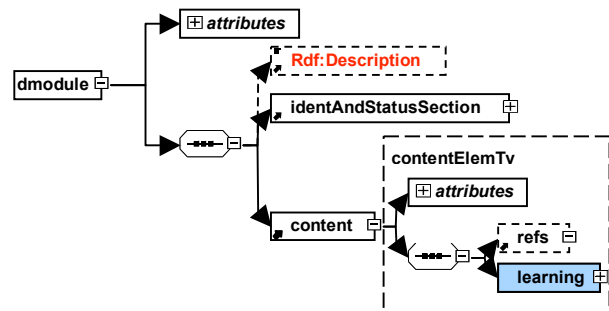 attributes
Rdf:Description
dmodule
identAndStatusSection
contentElemTv
attributes
content
refs
learning